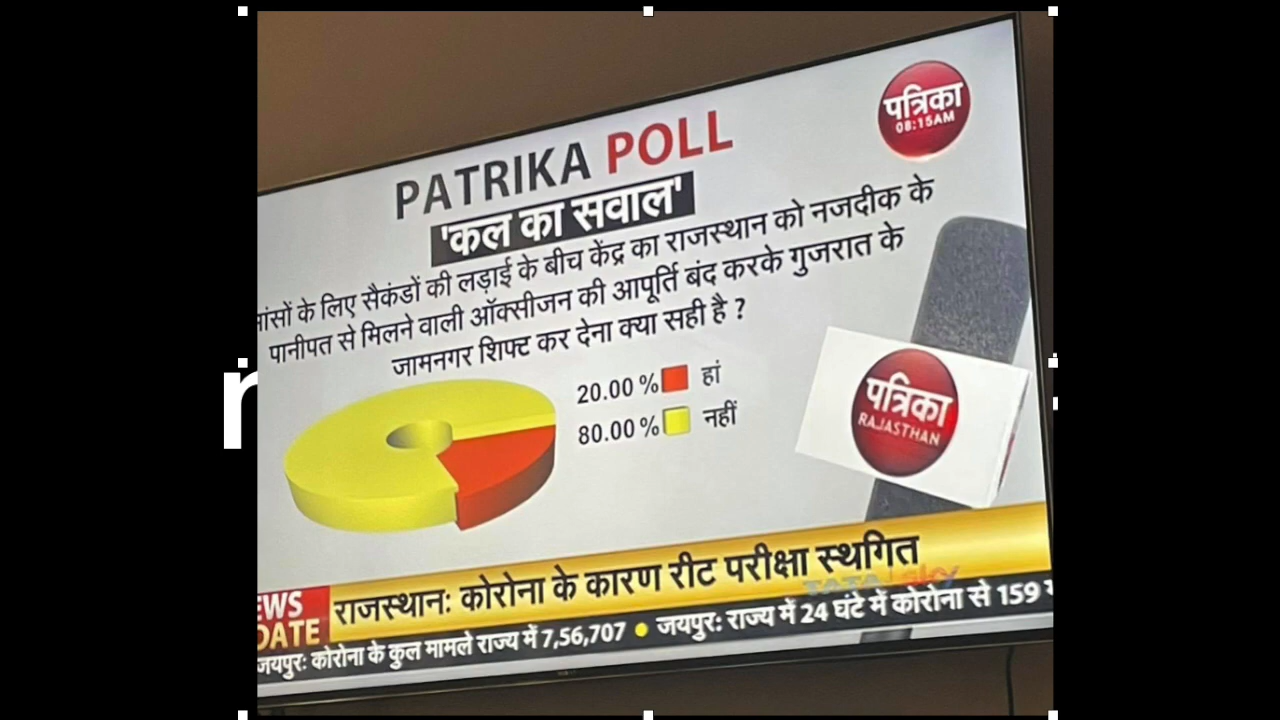 पत्रिका
08:15AM
PATRIKA POLL
'कल का सवाल'
के लिए सैकंडों की लड़ाई के बीच केंद्र का राजस्थान को नजदीक के
पानीपत से मिलने वाली ऑक्सीजन की आपूर्ति बंद करके गुजरात के
जामनगर शिफ्ट कर देना क्या सही है ?
20.00 % हां
80.00 % नहीं
पत्रिका
RAJASTHAN
राजस्थानः कोरोना के कारण रीट परीक्षा स्थगित
TATA sky
जयपुरः कोरोना के कुल मामले राज्य में 7,56,707 ● जयपुरः राज्य में 24 घंटे में कोरोना से 159